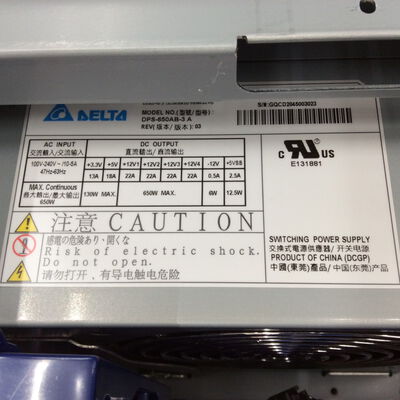 DELTA
MODEL NO.(型號/型号):
DPS-650AB-3 A
REV(版本/版本): 03
S/N:GQCD2045003023
AC INPUT
交流輸入/交流输入
DC OUTPUT
直流輸出/直流输出
100V-240V~ /10-5A
47Hz-63Hz
+3.3V +5V +12V1 +12V2 +12V3 +12V4 -12V +5VSB
13A 18A 22A 22A 22A 22A 0.5A 2.5A
MAX. Continuous
最大輸出/最大输出
650W
130W MAX. 650W MAX. 6W 12.5W
C UL US
E131881
注意 CAUTION
感電の危険あり、開くな
Risk of electric shock.
Do not open.
请勿打开，有导电触电危险
SWITCHING POWER SUPPLY
交換式電源供應器/开关电源
PRODUCT OF CHINA (DCGP)
中國(東莞)產品/中国(东莞)产品